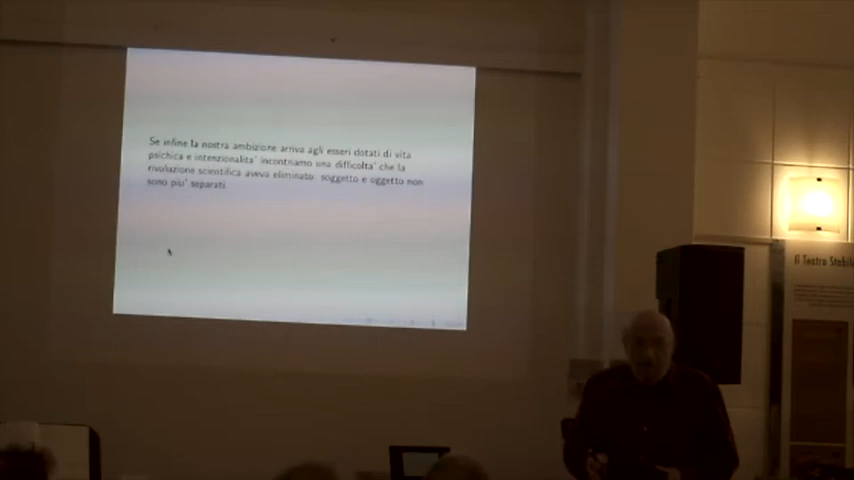 Se infine la nostra ambizione arriva agli esseri dotati di vita
psichica e intenzionalita' incontriamo una difficolta' che la
rivoluzione scientifica aveva eliminato: soggetto e oggetto non
sono piu' separati.
Il Teatro Stabil